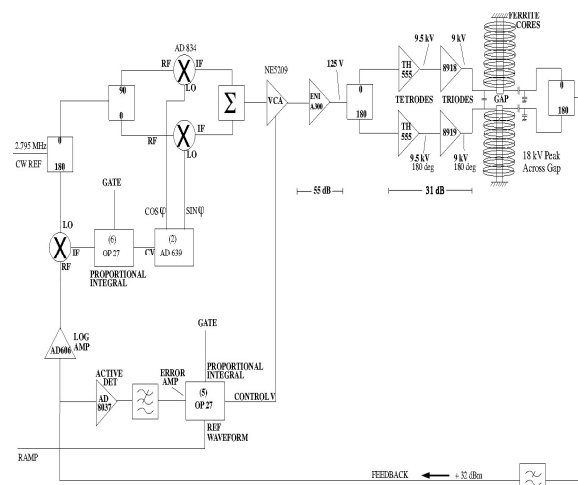 FERRITE
CORES
AD 834
9.5 kV
9 kV
RF
IF
LO
NE5209
125 V
TH
555
8918
90
0
Σ
VCA
ENI
A300
0
180
TETRODES
TRIODES
GAP
0
180
0
180
2.795 MHz
CW REF
RF
IF
LO
TH
555
8919
9.5 kV
180 deg
9 kV
180 deg
18 kV Peak
Across Gap
55 dB
31 dB
GATE
COS φ
SIN φ
LO
IF
RF
(6)
OP 27
CV
(2)
AD 639
PROPORTIONAL
INTEGRAL
LOG
AMP
AD606
GATE
ACTIVE
DET
ERROR
AMP
PROPORTIONAL
INTEGRAL
AD
8037
(5)
OP 27
CONTROL V
REF
WAVEFORM
RAMP
FEEDBACK
+ 32 dBm